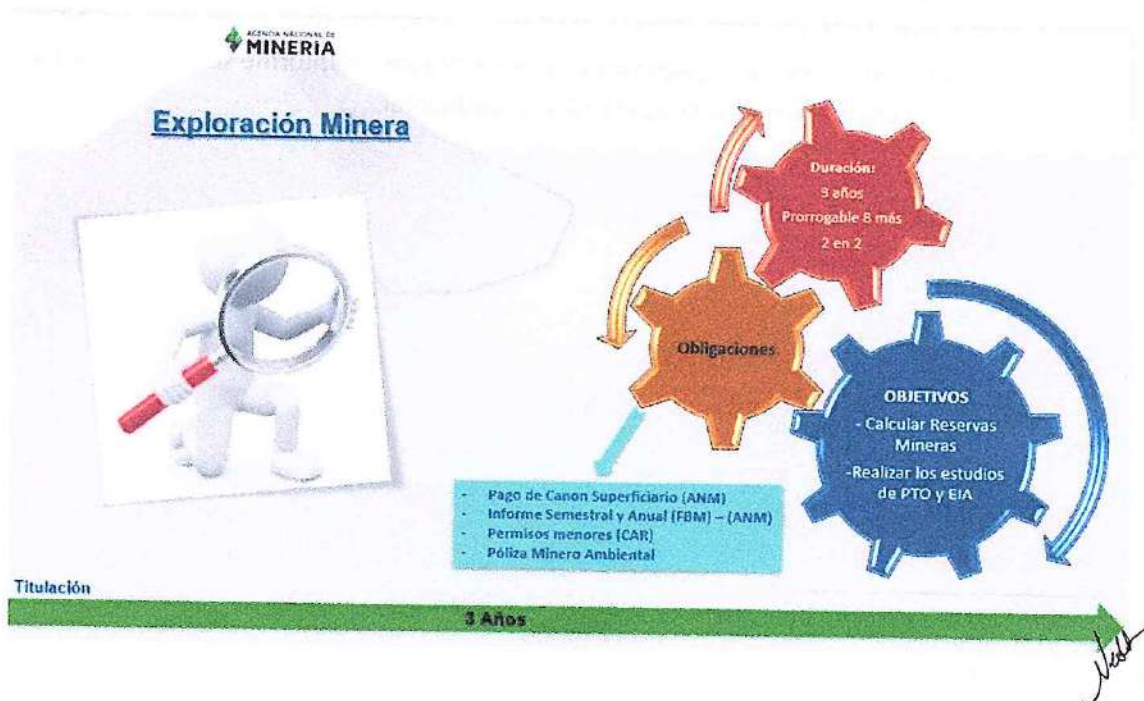 AGENCIA NACIONAL DE
MINERÍA
Exploración Minera
Duración:
3 años
Prorrogable 8 más
2 en 2
Obligaciones
OBJETIVOS
- Calcular Reservas
Mineras
-Realizar los estudios
de PTO y EIA
- Pago de Canon Superficiario (ANM)
- Informe Semestral y Anual (FBM) – (ANM)
- Permisos menores (CAR)
- Póliza Minero Ambiental
Titulación
3 Años